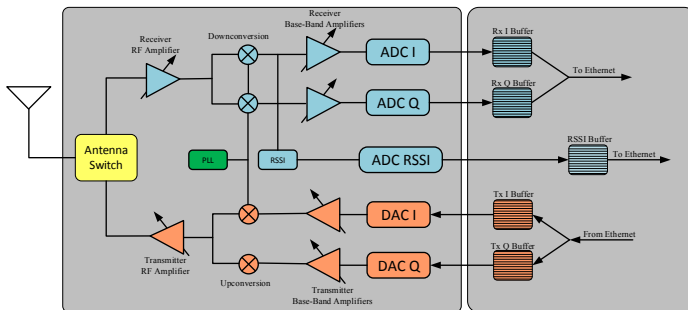 Receiver
RF Amplifier
Downconversion
Receiver
Base-Band Amplifiers
ADC I
Rx I Buffer
To Ethernet
ADC Q
Rx Q Buffer
Antenna
Switch
PLL
RSSI
ADC RSSI
RSSI Buffer
To Ethernet
Tx I Buffer
DAC I
From Ethernet
Tx Q Buffer
DAC Q
Transmitter
RF Amplifier
Upconversion
Transmitter
Base-Band Amplifiers